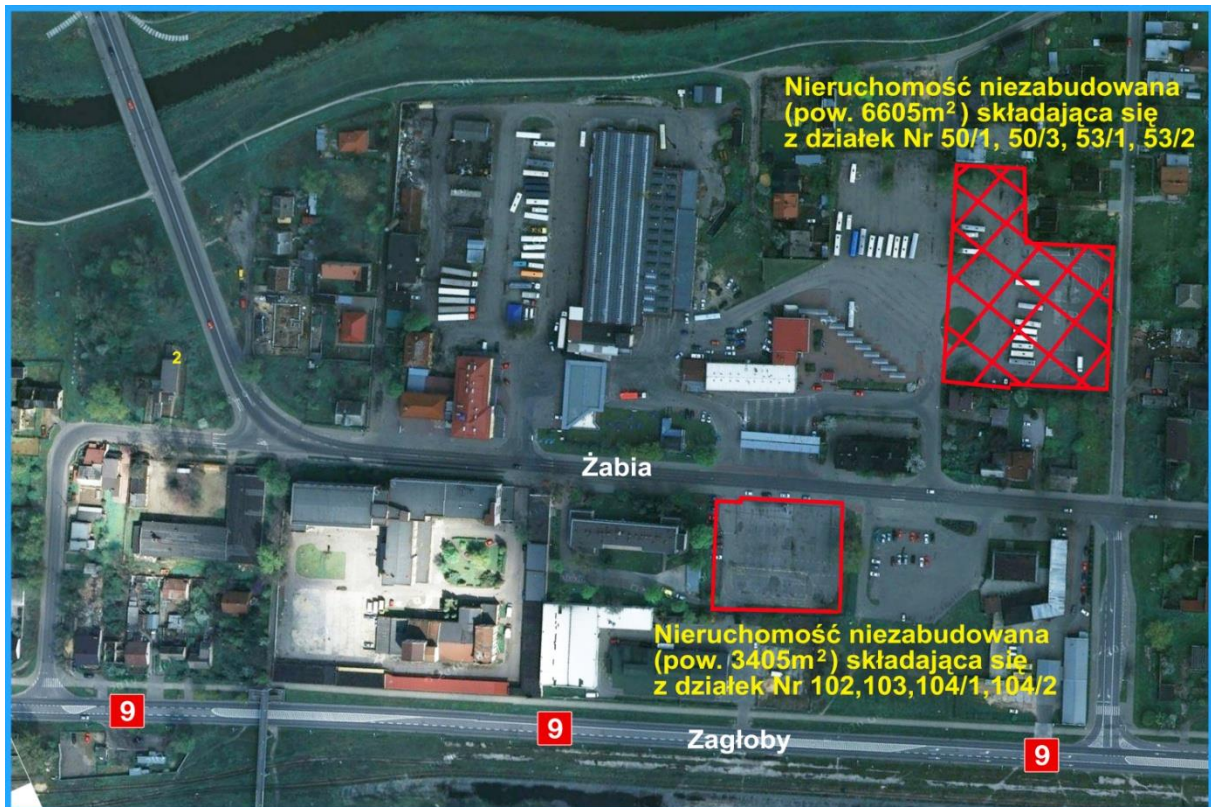 Nieruchomość niezabudowana
(pow. 6605m²) składająca się
z działek Nr 50/1, 50/3, 53/1, 53/2
2
Żabia
Nieruchomość niezabudowana
(pow. 3405m²) składająca się
z działek Nr 102,103,104/1,104/2
9
9
Zagłoby
9